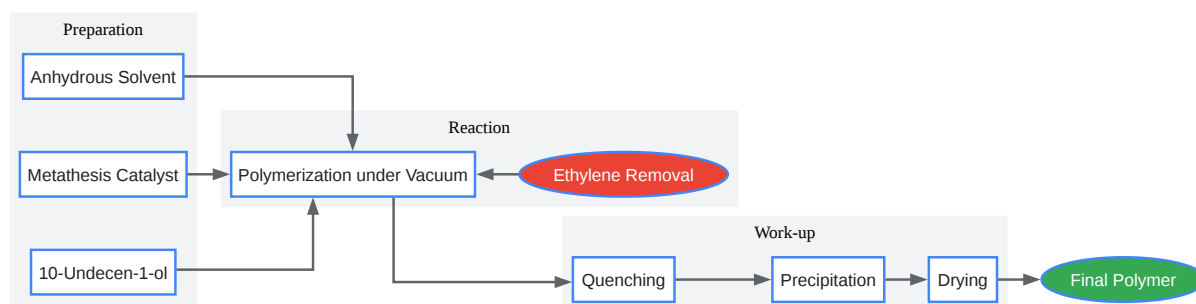 Preparation
Anhydrous Solvent
Metathesis Catalyst
10-Undecen-1-ol
Reaction
Polymerization under Vacuum
Ethylene Removal
Work-up
Quenching
Precipitation
Drying
Final Polymer